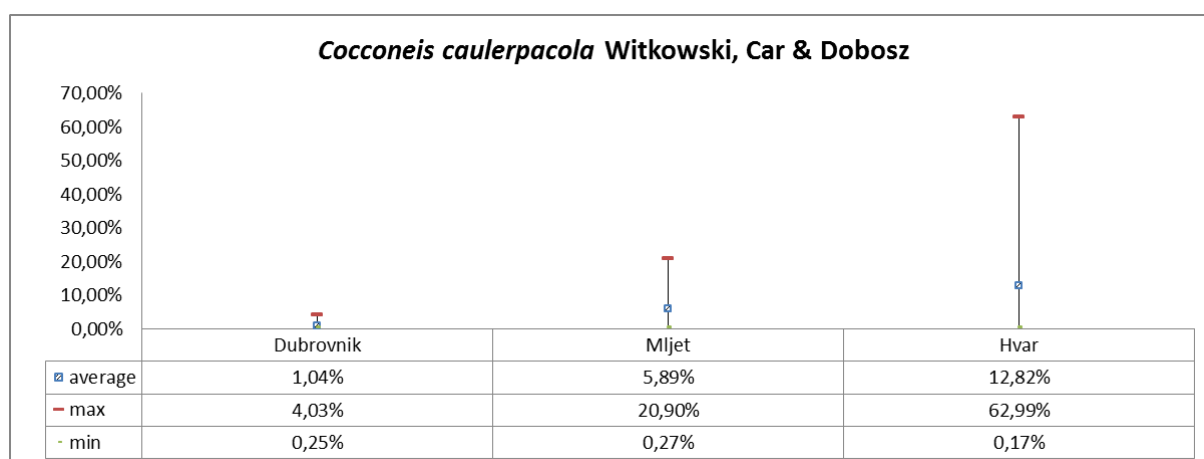 Cocconeis caulerpacola Witkowski, Car & Dobosz
70,00%
60,00%
50,00%
40,00%
30,00%
20,00%
10,00%
0,00%
Dubrovnik Mljet Hvar
average 1,04% 5,89% 12,82%
max 4,03% 20,90% 62,99%
min 0,25% 0,27% 0,17%